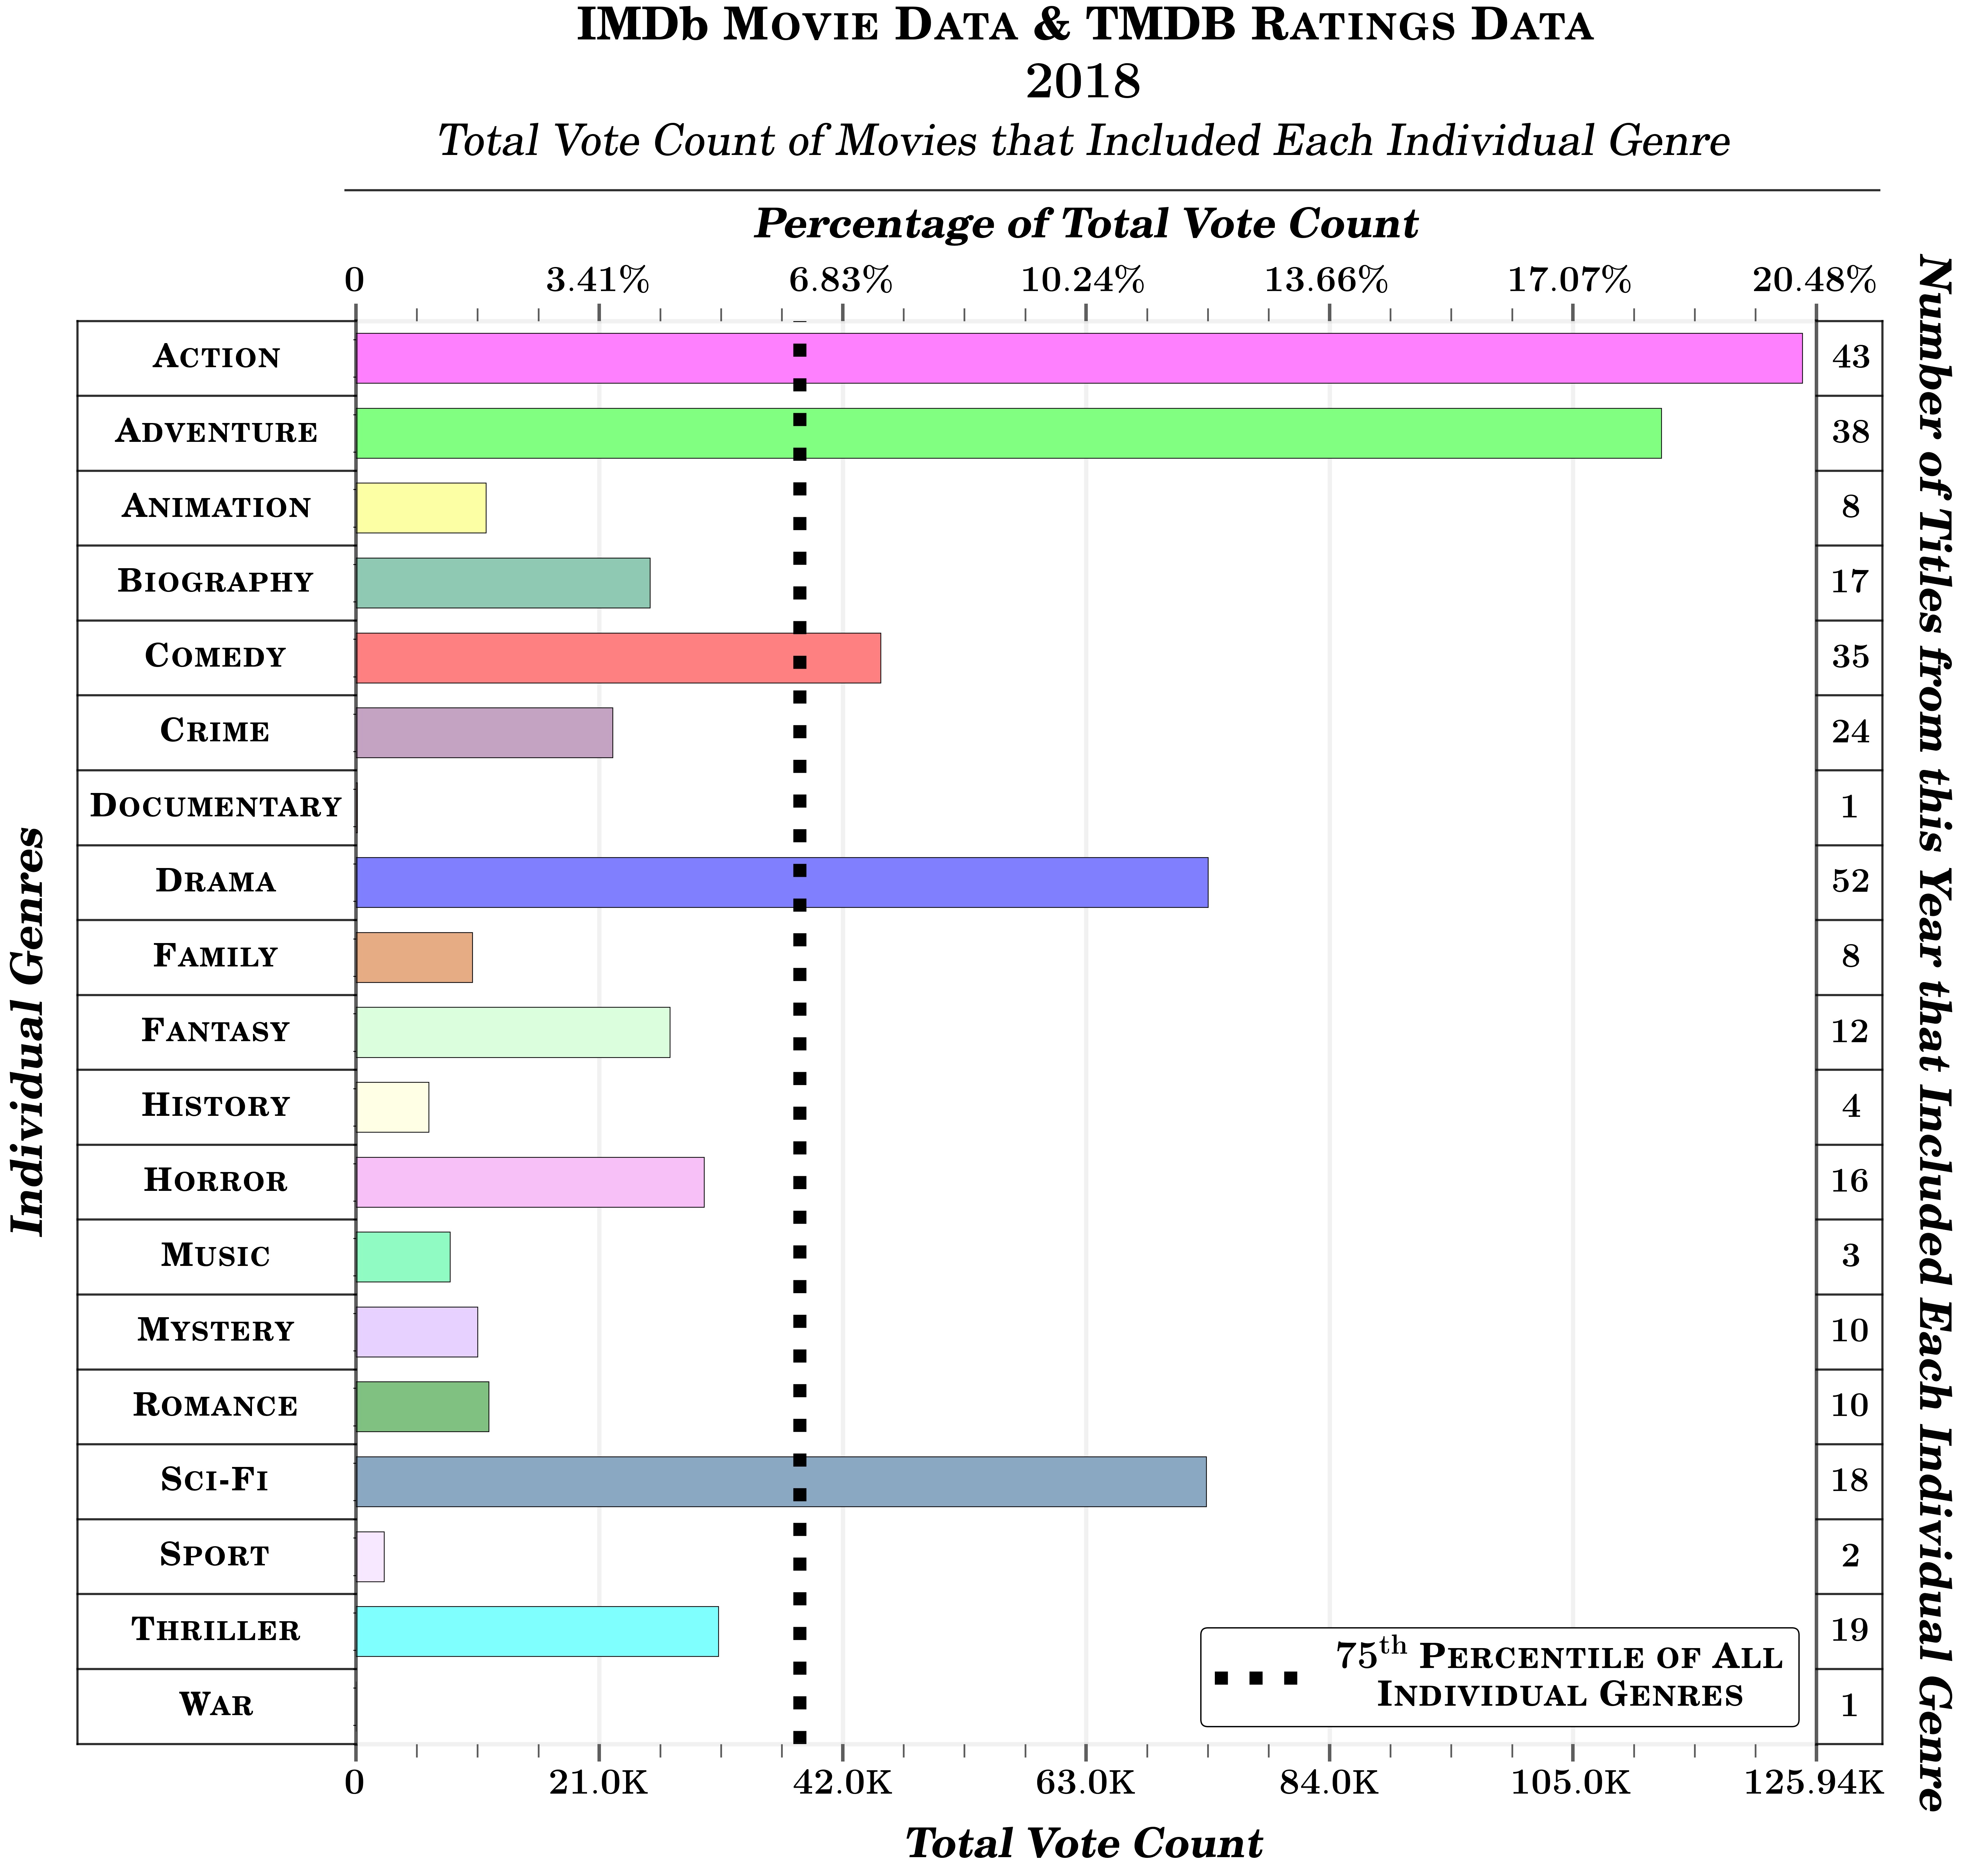 IMDb Movie Data & TMDB Ratings Data
2018
Total Vote Count of Movies that Included Each Individual Genre
Percentage of Total Vote Count
0 3.41% 6.83% 10.24% 13.66% 17.07% 20.48%
Individual Genres
Action 43
Adventure 38
Animation 8
Biography 17
Comedy 35
Crime 24
Documentary 1
Drama 52
Family 8
Fantasy 12
History 4
Horror 16
Music 3
Mystery 10
Romance 10
Sci-Fi 18
Sport 2
Thriller 19
War 1
Number of Titles from this Year that Included Each Individual Genre
75th Percentile of All
Individual Genres
0 21.0K 42.0K 63.0K 84.0K 105.0K 125.94K
Total Vote Count